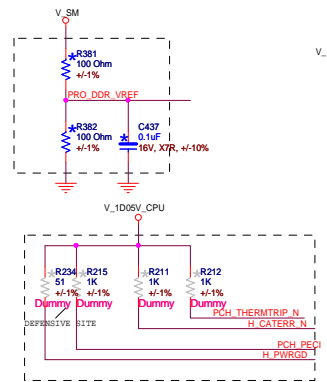 V_SM
*R381
100 Ohm
+/-1%
V_
PRO_DDR_VREF
*R382
100 Ohm
+/-1%
* C437
0.1uF
16V, X7R, +/-10%
V_1D05V_CPU
*R234
51
+/-1%
Dummy
*R215
1K
+/-1%
Dummy
*R211
1K
+/-1%
Dummy
*R212
1K
+/-1%
Dummy
DEFENSIVE SITE
PCH_THERMTRIP_N
H_CATERR_N
PCH_PECI
H_PWRGD